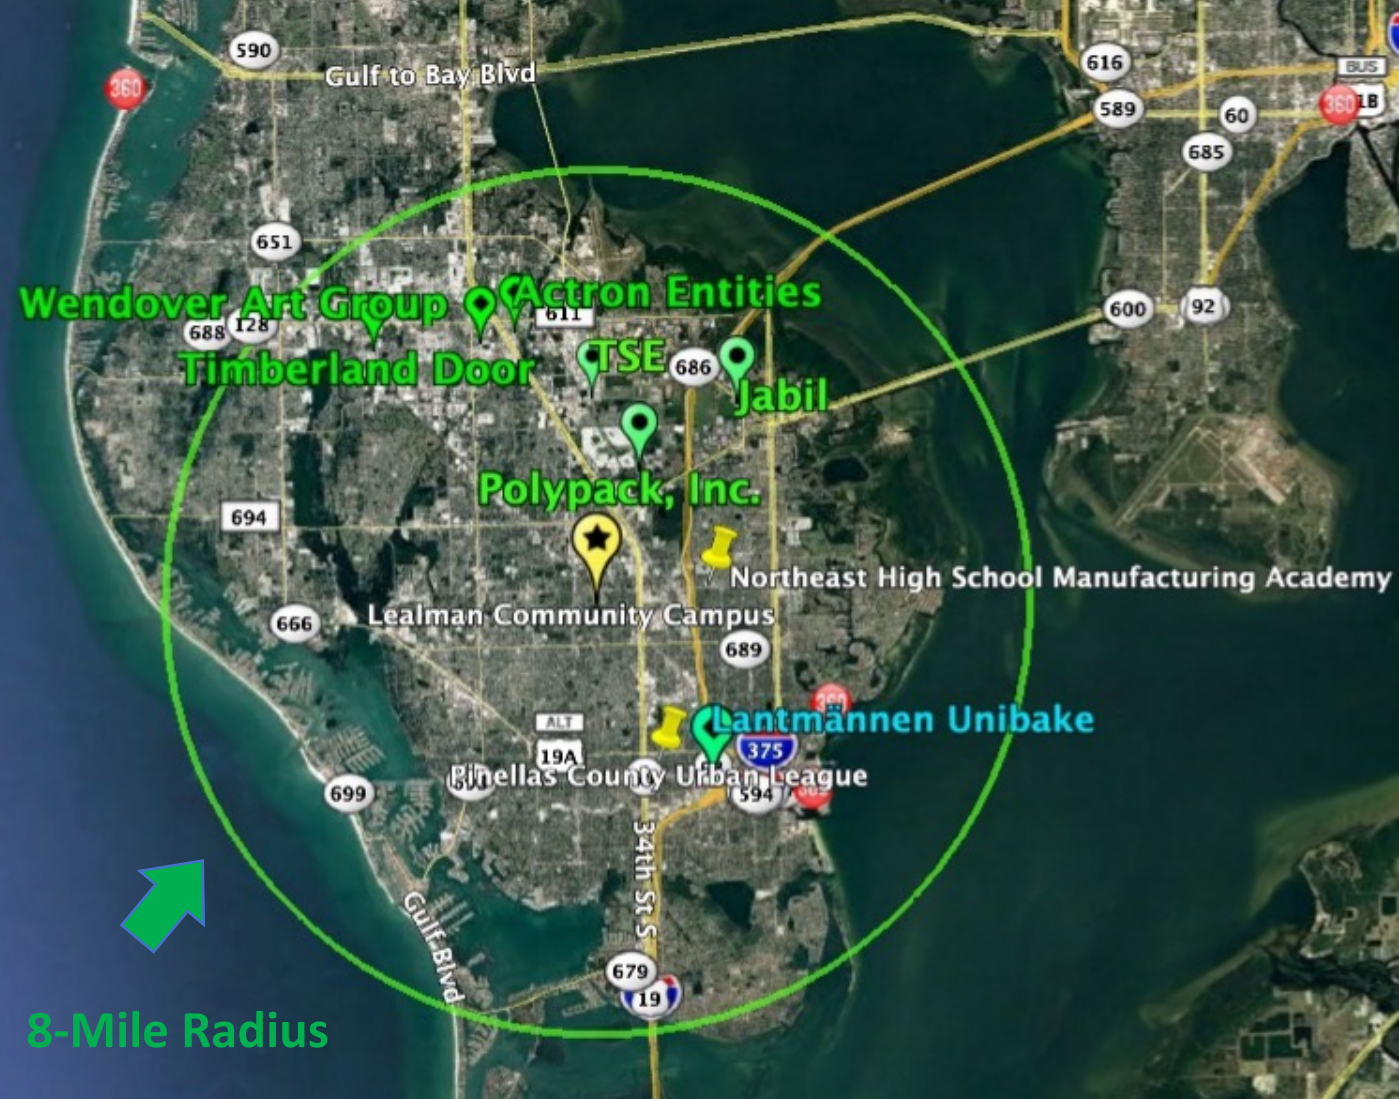 590
616
BUS
360
Gulf to Bay Blvd
360
1B
589
60
685
651
Wendover Art Group
Actron Entities
611
600
92
688
128
TSE
686
Timberland Door
Jabil
Polypack, Inc.
694
Northeast High School Manufacturing Academy
Lealman Community Campus
666
689
360
ALT
Lantmännen Unibake
19A
375
Pinellas County Urban League
699
594
34th St S
Gulf Blvd
679
19
8-Mile Radius